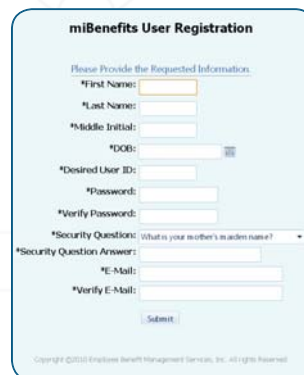 miBenefits User Registration
Please Provide the Requested Information.
*First Name:
*Last Name:
*Middle Initial:
*DOB:
*Desired User ID:
*Password:
*Verify Password:
*Security Question: What is your mother's maiden name?
*Security Question Answer:
*E-Mail:
*Verify E-Mail:
Submit
Copyright ©2010 Employee Benefit Management Services, Inc. All rights Reserved